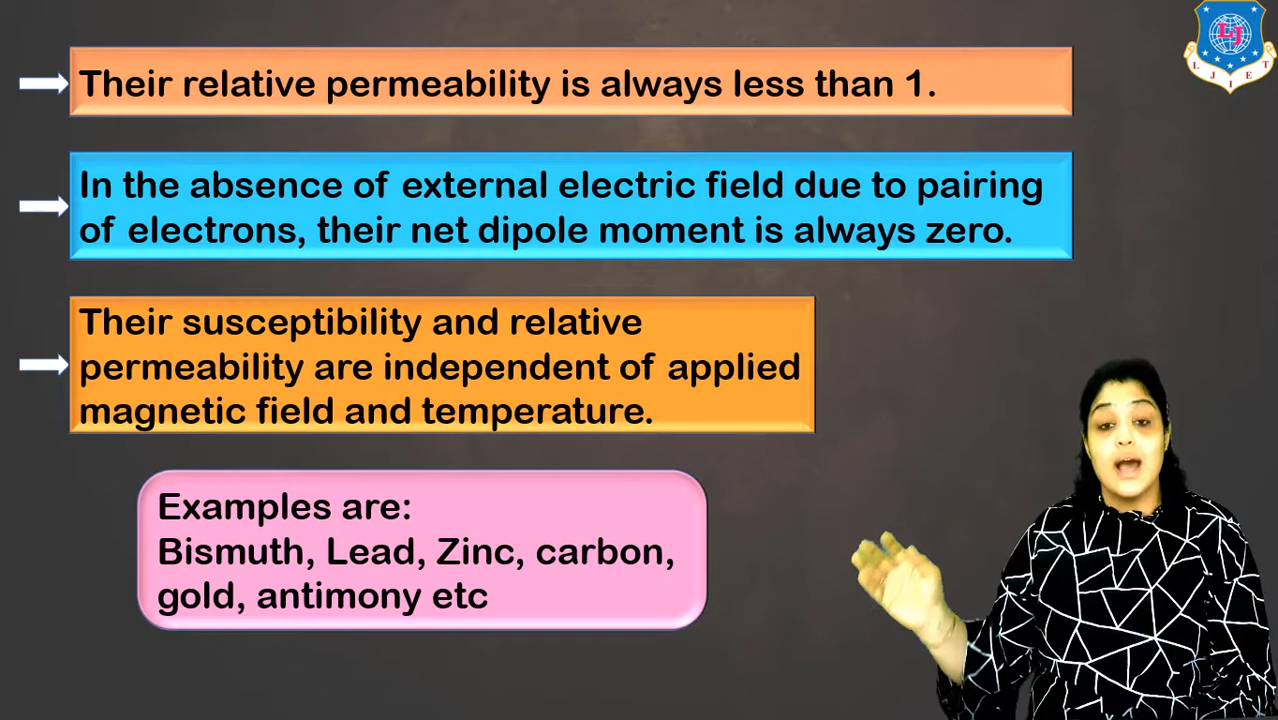 Their relative permeability is always less than 1.
In the absence of external electric field due to pairing
of electrons, their net dipole moment is always zero.
Their susceptibility and relative
permeability are independent of applied
magnetic field and temperature.
Examples are:
Bismuth, Lead, Zinc, carbon,
gold, antimony etc
LJ
L J I E T